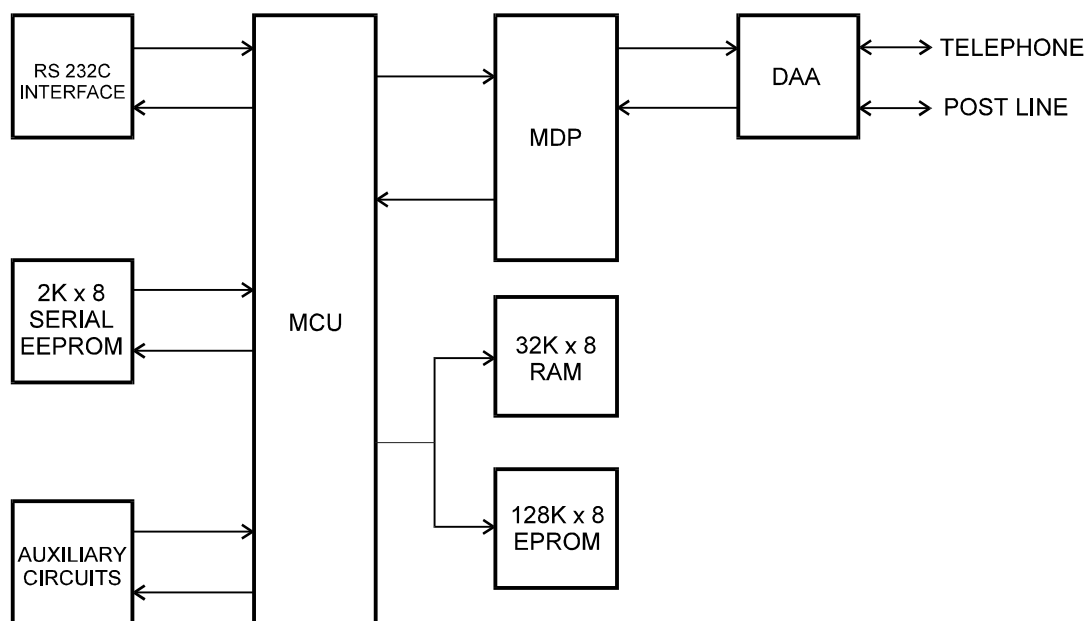 RS 232C
INTERFACE
2K x 8
SERIAL
EEPROM
AUXILIARY
CIRCUITS
MCU
MDP
32K x 8
RAM
128K x 8
EPROM
DAA
TELEPHONE
POST LINE